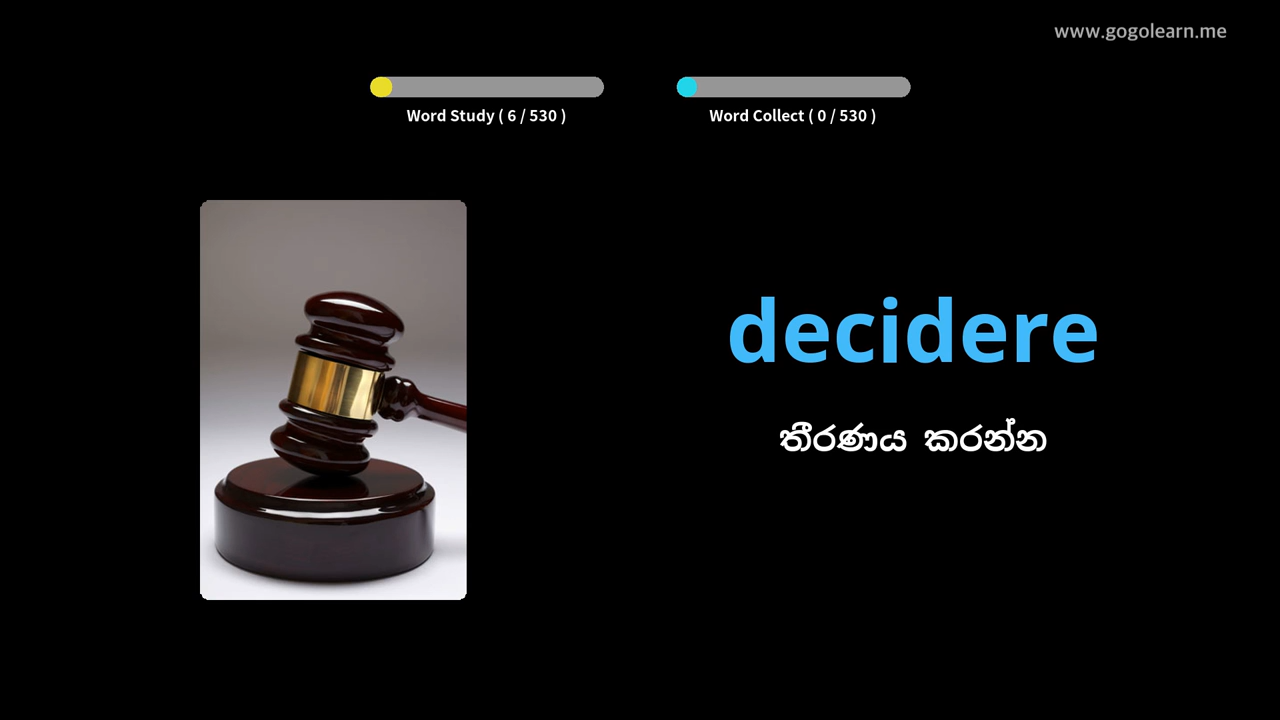 www.gogolearn.me
Word Study ( 6 / 530 )
Word Collect ( 0 / 530 )
decidere
තීරණය කරන්න